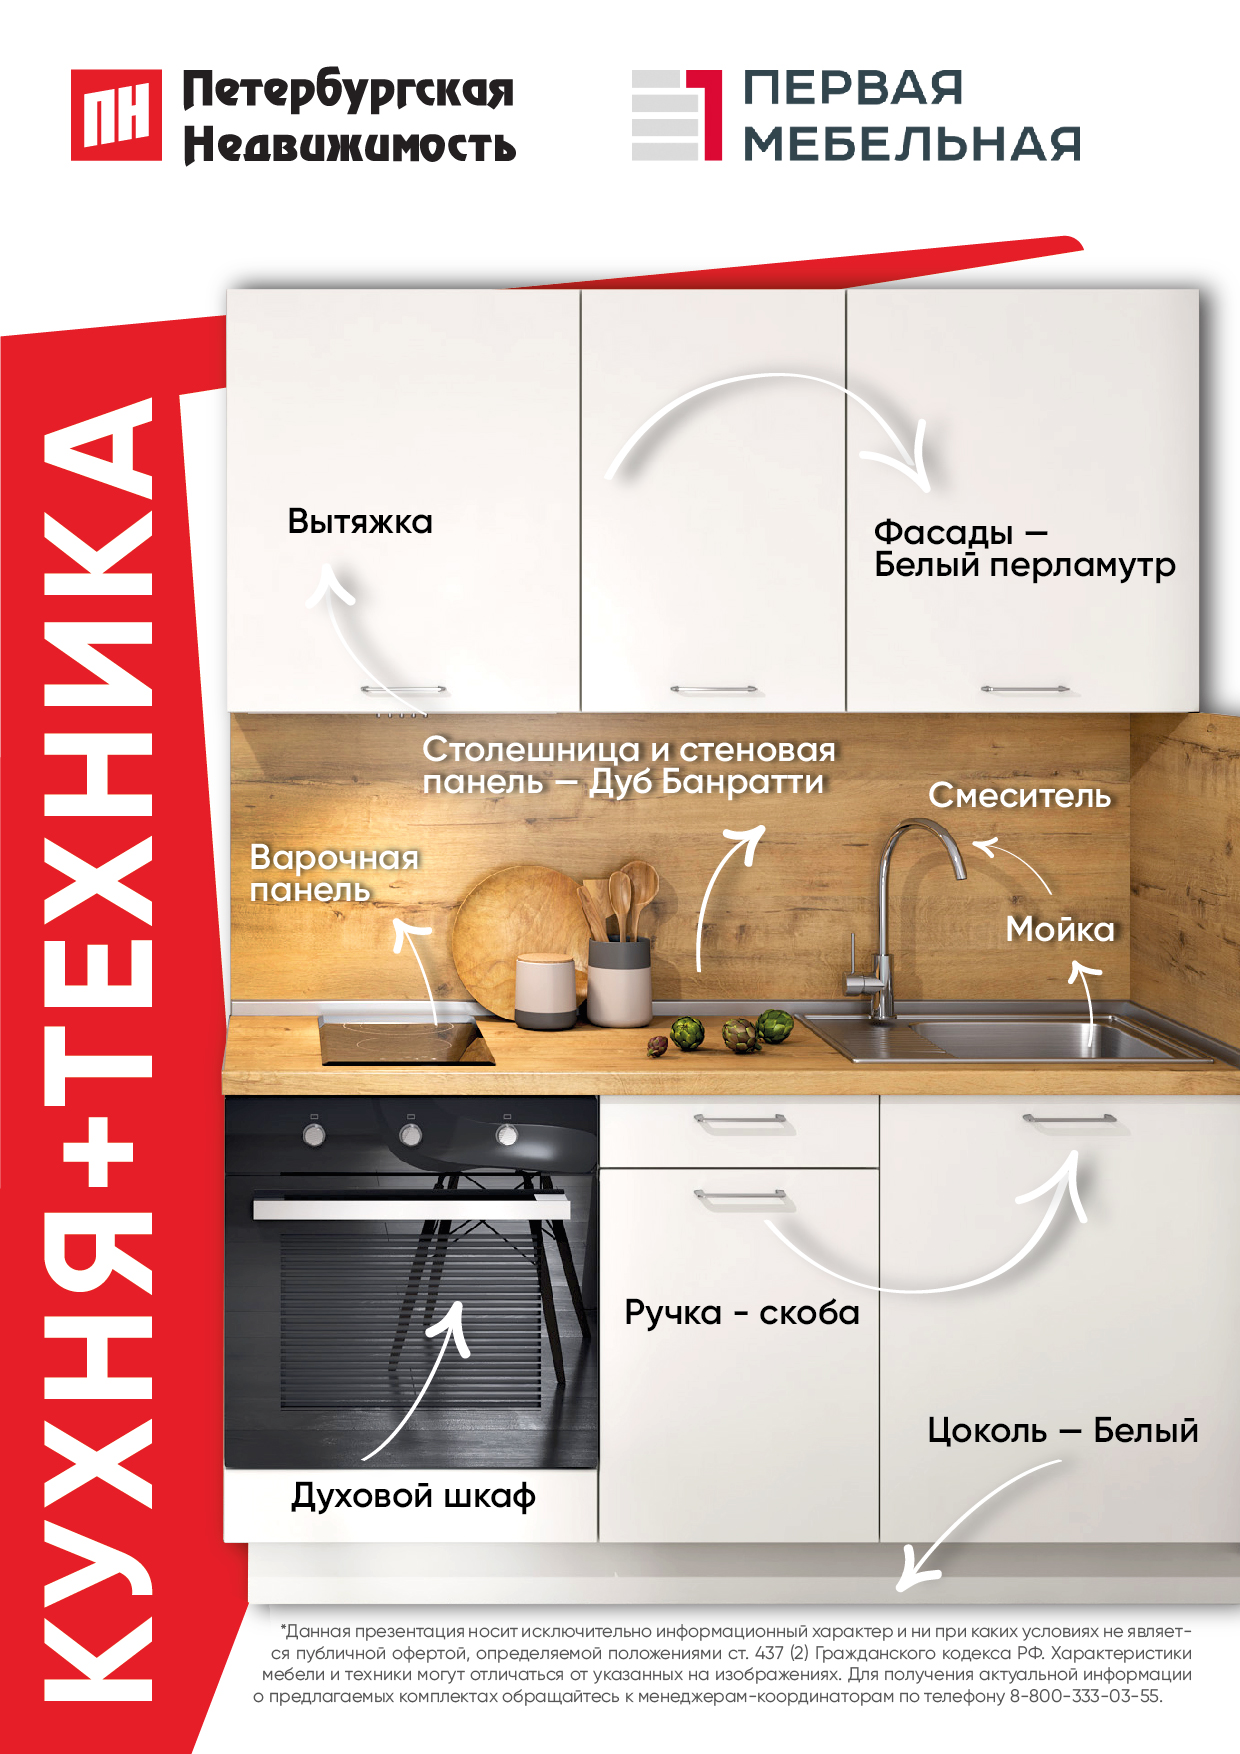 ПН
Петербургская
Недвижимость
ПЕРВАЯ
МЕБЕЛЬНАЯ
КУХНЯ+ТЕХНИКА
Вытяжка
Фасады —
Белый перламутр
Столешница и стеновая
панель — Дуб Банратти
Смеситель
Варочная
панель
Мойка
Ручка - скоба
Цоколь — Белый
Духовой шкаф
*Данная презентация носит исключительно информационный характер и ни при каких условиях не являет-
ся публичной офертой, определяемой положениями ст. 437 (2) Гражданского кодекса РФ. Характеристики
мебели и техники могут отличаться от указанных на изображениях. Для получения актуальной информации
о предлагаемых комплектах обращайтесь к менеджерам-координаторам по телефону 8-800-333-03-55.